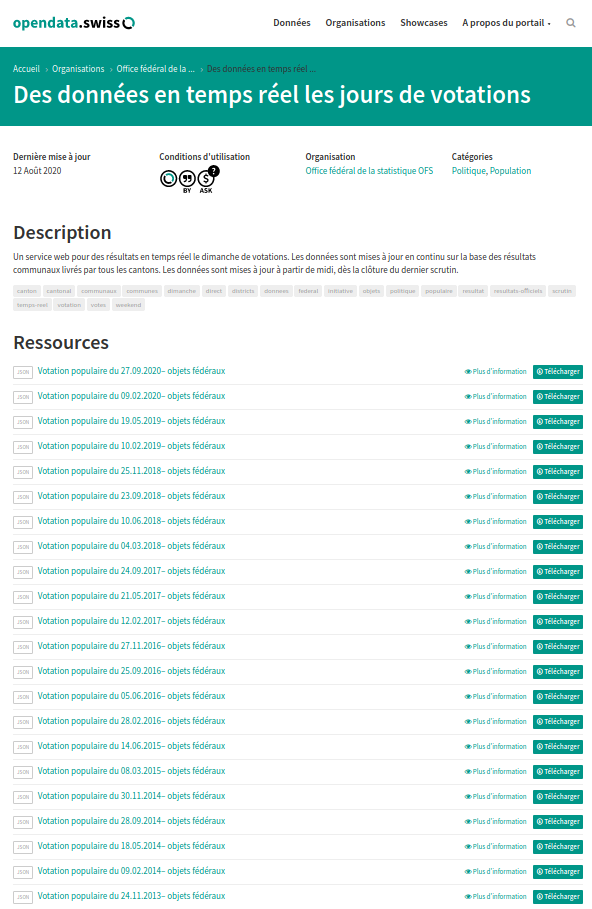 opendata.swiss
Données Organisations Showcases A propos du portail
Accueil › Organisations › Office fédéral de la ... › Des données en temps réel ...
Des données en temps réel les jours de votations
Dernière mise à jour Conditions d'utilisation Organisation Catégories
12 Août 2020 Office fédéral de la statistique OFS Politique, Population
$ ?
BY ASK
Description
Un service web pour des résultats en temps réel le dimanche de votations. Les données sont mises à jour en continu sur la base des résultats
communaux livrés par tous les cantons. Les données sont mises à jour à partir de midi, dès la clôture du dernier scrutin.
canton cantonal communaux communes dimanche direct districts donnees federal initiative objets politique populaire resultat resultats-officiels scrutin
temps-reel votation votes weekend
Ressources
JSON Votation populaire du 27.09.2020– objets fédéraux Plus d'information Télécharger
JSON Votation populaire du 09.02.2020– objets fédéraux Plus d'information Télécharger
JSON Votation populaire du 19.05.2019– objets fédéraux Plus d'information Télécharger
JSON Votation populaire du 10.02.2019– objets fédéraux Plus d'information Télécharger
JSON Votation populaire du 25.11.2018– objets fédéraux Plus d'information Télécharger
JSON Votation populaire du 23.09.2018– objets fédéraux Plus d'information Télécharger
JSON Votation populaire du 10.06.2018– objets fédéraux Plus d'information Télécharger
JSON Votation populaire du 04.03.2018– objets fédéraux Plus d'information Télécharger
JSON Votation populaire du 24.09.2017– objets fédéraux Plus d'information Télécharger
JSON Votation populaire du 21.05.2017– objets fédéraux Plus d'information Télécharger
JSON Votation populaire du 12.02.2017– objets fédéraux Plus d'information Télécharger
JSON Votation populaire du 27.11.2016– objets fédéraux Plus d'information Télécharger
JSON Votation populaire du 25.09.2016– objets fédéraux Plus d'information Télécharger
JSON Votation populaire du 05.06.2016– objets fédéraux Plus d'information Télécharger
JSON Votation populaire du 28.02.2016– objets fédéraux Plus d'information Télécharger
JSON Votation populaire du 14.06.2015– objets fédéraux Plus d'information Télécharger
JSON Votation populaire du 08.03.2015– objets fédéraux Plus d'information Télécharger
JSON Votation populaire du 30.11.2014– objets fédéraux Plus d'information Télécharger
JSON Votation populaire du 28.09.2014– objets fédéraux Plus d'information Télécharger
JSON Votation populaire du 18.05.2014– objets fédéraux Plus d'information Télécharger
JSON Votation populaire du 09.02.2014– objets fédéraux Plus d'information Télécharger
JSON Votation populaire du 24.11.2013– objets fédéraux Plus d'information Télécharger